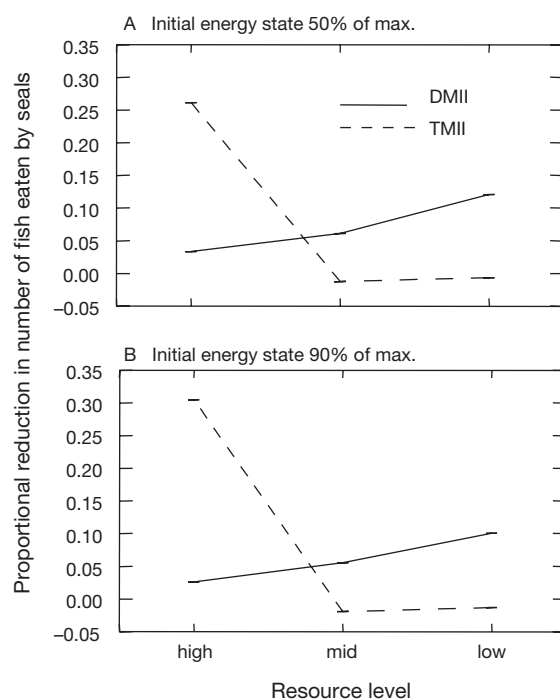 A Initial energy state 50% of max.
0.35
0.30
0.25
0.20
0.15
0.10
0.05
0.00
–0.05
DMII
TMII
Proportional reduction in number of fish eaten by seals
B Initial energy state 90% of max.
0.35
0.30
0.25
0.20
0.15
0.10
0.05
0.00
–0.05
high mid low
Resource level